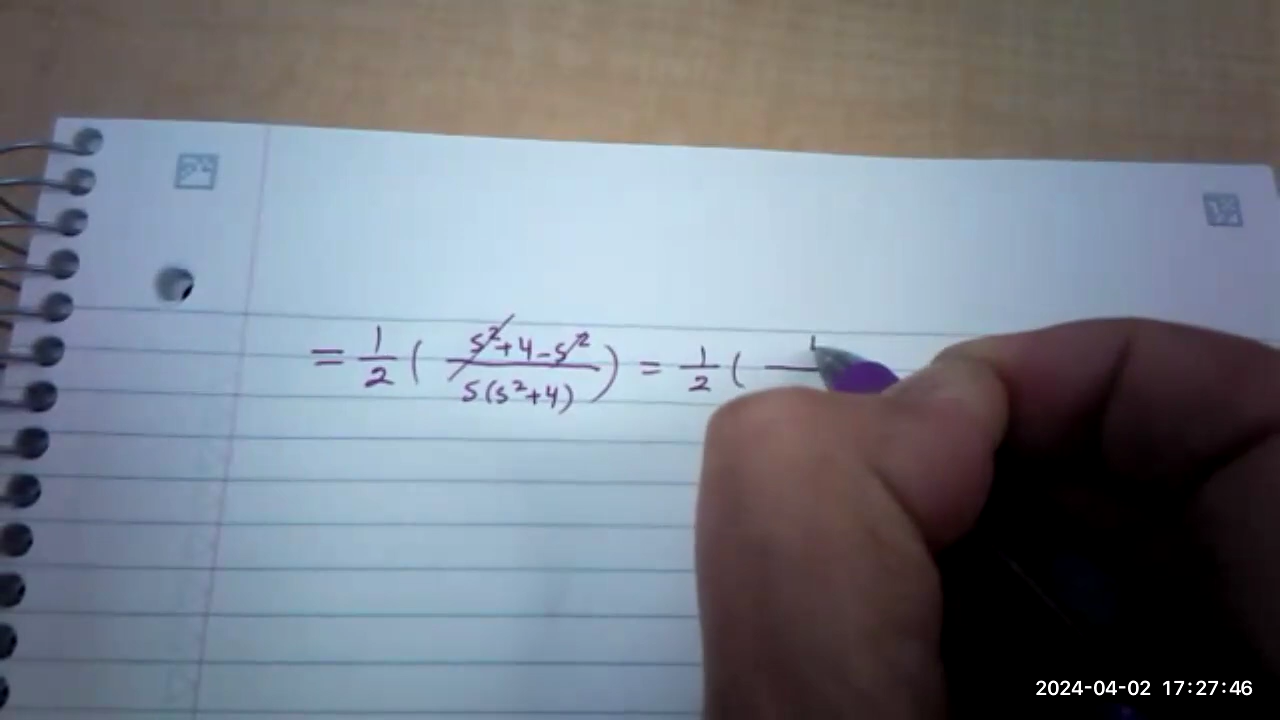 = 1/2 ( s²+4-s² / s(s²+4) ) = 1/2 (
2024-04-02 17:27:46